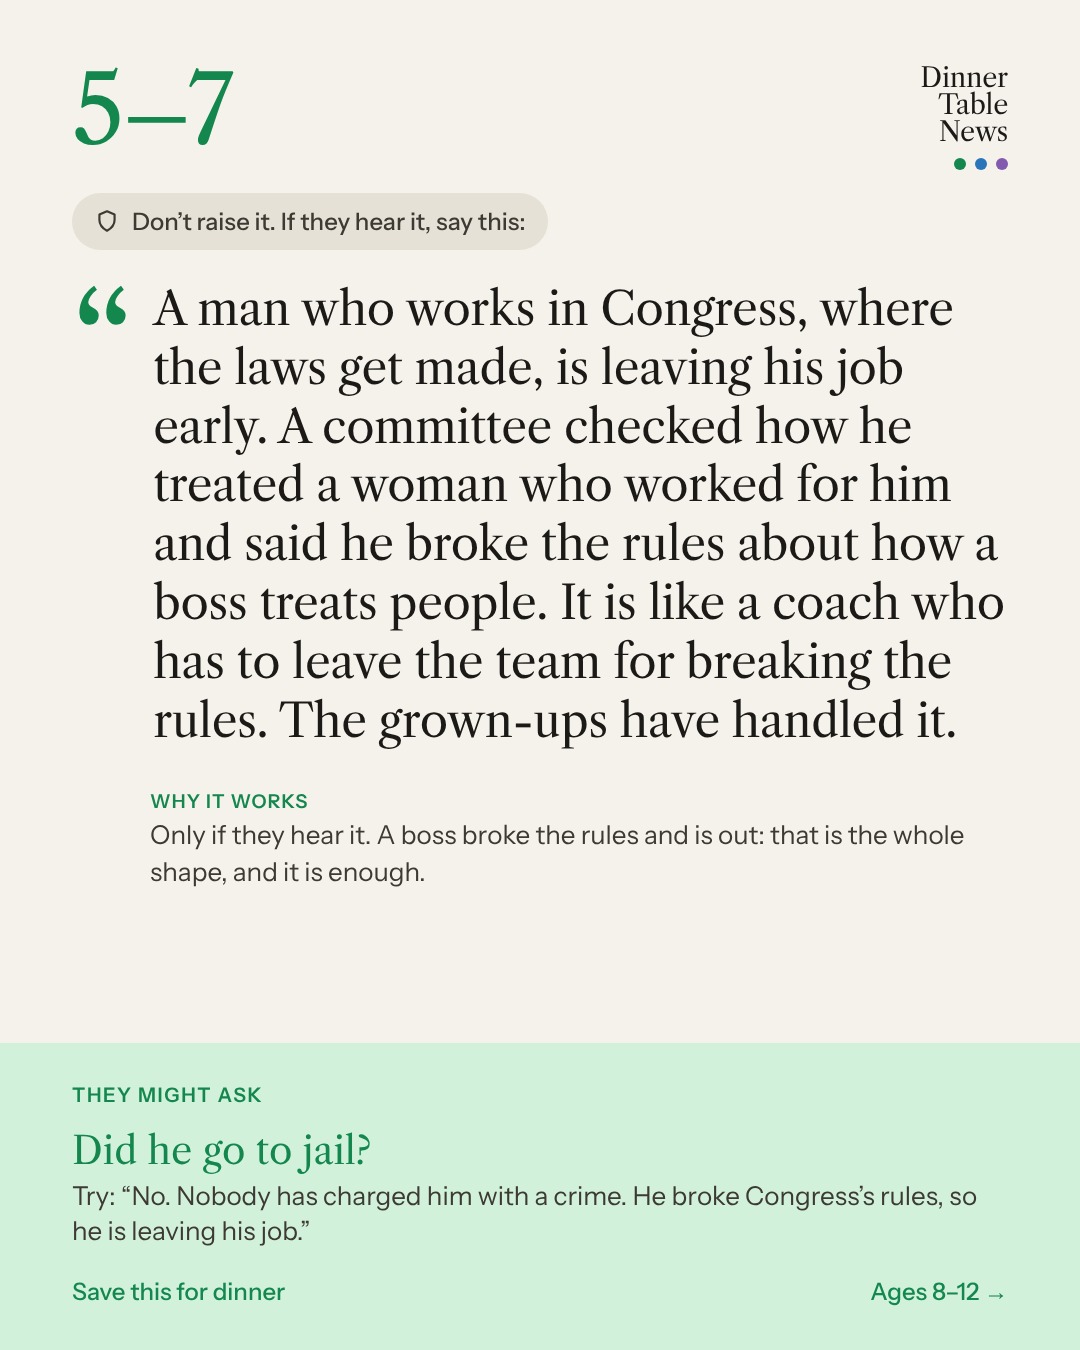 5–7
Dinner
Table
News
Don’t raise it. If they hear it, say this:
“ A man who works in Congress, where
the laws get made, is leaving his job
early. A committee checked how he
treated a woman who worked for him
and said he broke the rules about how a
boss treats people. It is like a coach who
has to leave the team for breaking the
rules. The grown-ups have handled it.
WHY IT WORKS
Only if they hear it. A boss broke the rules and is out: that is the whole
shape, and it is enough.
THEY MIGHT ASK
Did he go to jail?
Try: “No. Nobody has charged him with a crime. He broke Congress’s rules, so
he is leaving his job.”
Save this for dinner
Ages 8–12 →